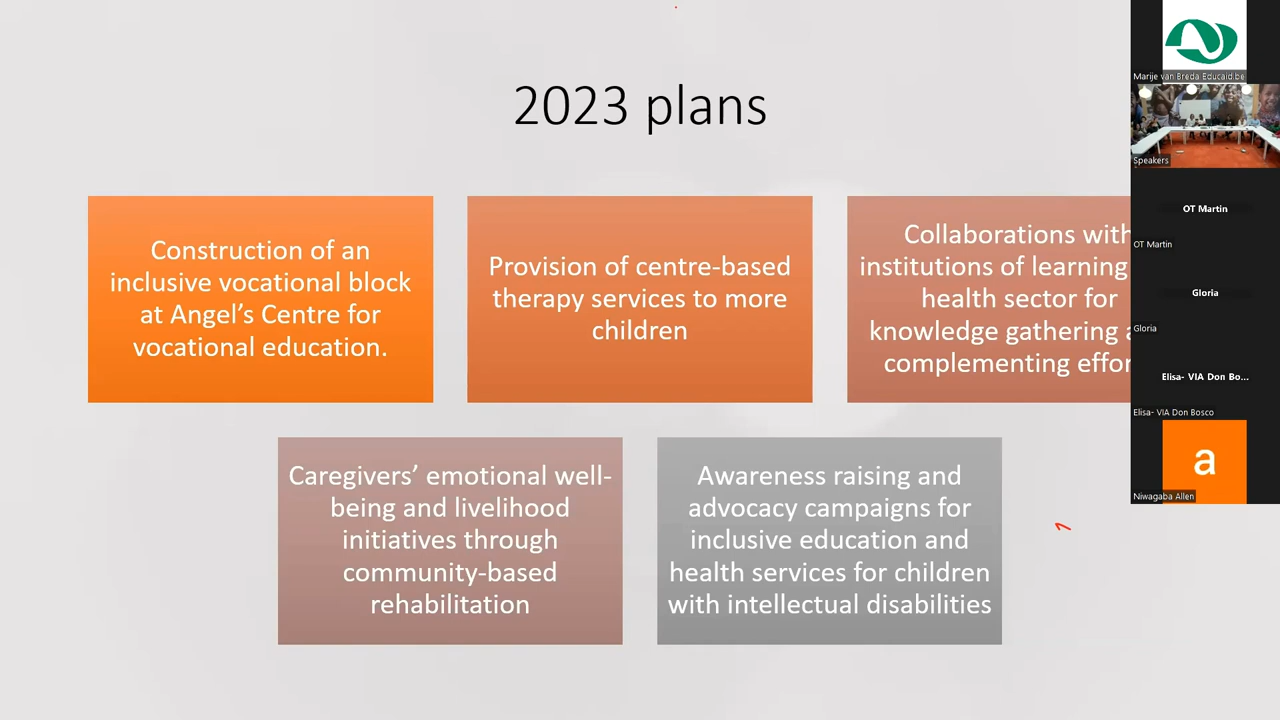 2023 plans
Construction of an
inclusive vocational block
at Angel’s Centre for
vocational education.
Provision of centre-based
therapy services to more
children
Collaborations with
institutions of learning
health sector for
knowledge gathering
complementing
Caregivers’ emotional well-
being and livelihood
initiatives through
community-based
rehabilitation
Awareness raising and
advocacy campaigns for
inclusive education and
health services for children
with intellectual disabilities
Marije van Breda Educaid.be
Speakers
OT Martin
OT Martin
Gloria
Gloria
Elisa- VIA Don Bo...
Elisa- VIA Don Bosco
a
Niwagaba Allen